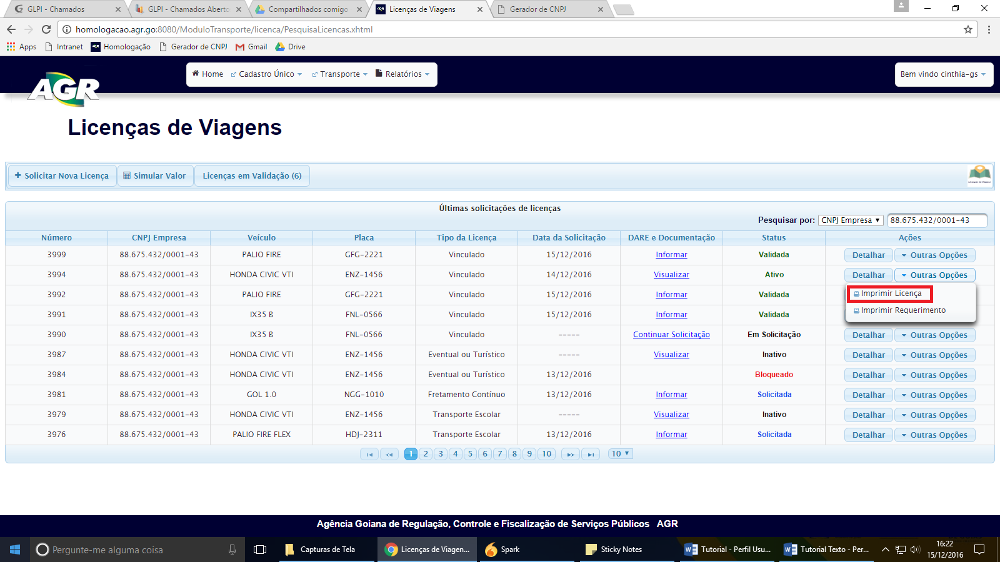 GLPI - Chamados
GLPI - Chamados Aberto
Compartilhados comigo
Licenças de Viagens
Gerador de CNPJ
homologacao.agr.go:8080/ModuloTransporte/licenca/PesquisaLicencas.xhtml
Apps Intranet Homologação Gerador de CNPJ Gmail Drive
AGR
Home Cadastro Único Transporte Relatórios
Bem vindo cinthia-gs
Licenças de Viagens
Solicitar Nova Licença Simular Valor Licenças em Validação (6)
Últimas solicitações de licenças
Pesquisar por: CNPJ Empresa 88.675.432/0001-43
Número CNPJ Empresa Veículo Placa Tipo da Licença Data da Solicitação DARE e Documentação Status Ações
3999 88.675.432/0001-43 PALIO FIRE GFG-2221 Vinculado 15/12/2016 Informar Validada Detalhar Outras Opções
3994 88.675.432/0001-43 HONDA CIVIC VTI ENZ-1456 Vinculado 14/12/2016 Visualizar Ativo Detalhar Outras Opções
3992 88.675.432/0001-43 PALIO FIRE GFG-2221 Vinculado 15/12/2016 Informar Validada
Imprimir Licença
3991 88.675.432/0001-43 IX35 B FNL-0566 Vinculado 15/12/2016 Informar Validada
Imprimir Requerimento
3990 88.675.432/0001-43 IX35 B FNL-0566 Vinculado ----- Continuar Solicitação Em Solicitação Detalhar Outras Opções
3987 88.675.432/0001-43 HONDA CIVIC VTI ENZ-1456 Eventual ou Turístico ----- Visualizar Inativo Detalhar Outras Opções
3984 88.675.432/0001-43 HONDA CIVIC VTI ENZ-1456 Eventual ou Turístico 13/12/2016 Bloqueado Detalhar Outras Opções
3981 88.675.432/0001-43 GOL 1.0 NGG-1010 Fretamento Contínuo 13/12/2016 Informar Solicitada Detalhar Outras Opções
3979 88.675.432/0001-43 HONDA CIVIC VTI ENZ-1456 Transporte Escolar ----- Visualizar Inativo Detalhar Outras Opções
3976 88.675.432/0001-43 PALIO FIRE FLEX HDJ-2311 Transporte Escolar 13/12/2016 Informar Solicitada Detalhar Outras Opções
1 2 3 4 5 6 7 8 9 10 10
Agência Goiana de Regulação, Controle e Fiscalização de Serviços Públicos AGR
Pergunte-me alguma coisa
Capturas de Tela
Licenças de Viagen...
Spark
Sticky Notes
Tutorial - Perfil Usu...
Tutorial Texto - Per...
16:22
15/12/2016